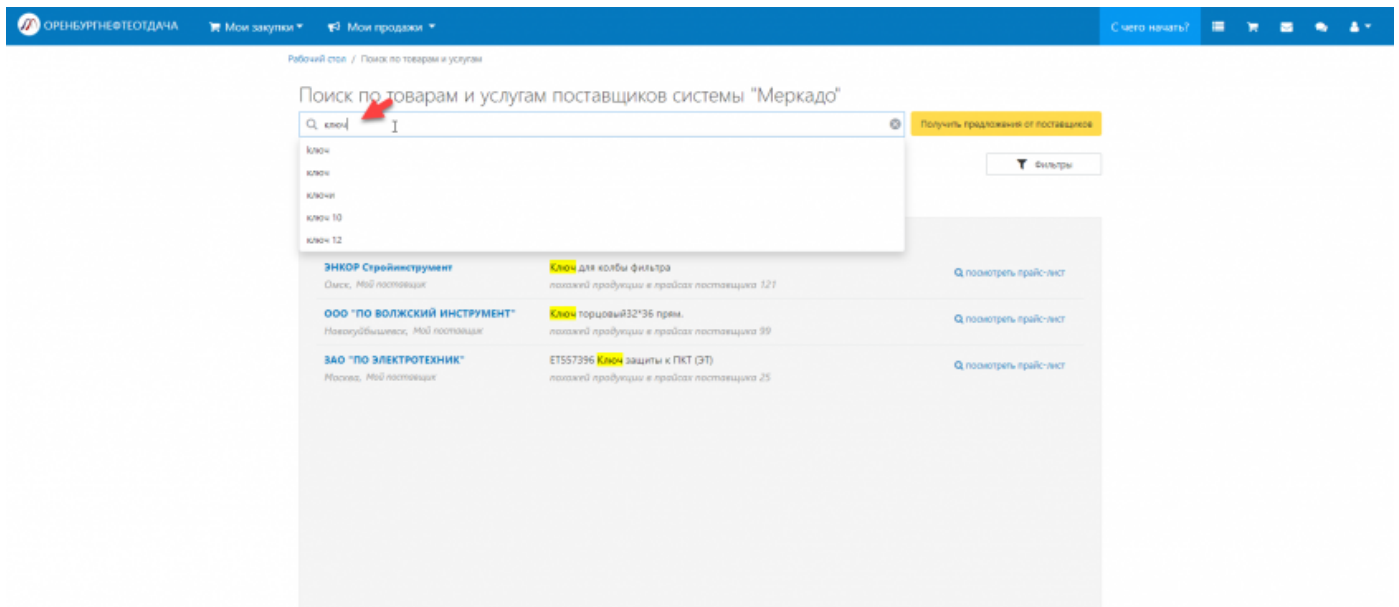 ОРЕНБУРГНЕФТЕОТДАЧА Мои закупки Мои продажи С чего начать?
Рабочий стол / Поиск по товарам и услугам
Поиск по товарам и услугам поставщиков системы "Меркадо"
ключ Получить предложения от поставщиков
ключ
Фильтры
ключ
ключи
ключ 10
ключ 12
ЭНКОР Стройинструмент Ключ для колбы фильтра посмотреть прайс-лист
Омск, Мой поставщик похожей продукции в прайсах поставщика 121
ООО "ПО ВОЛЖСКИЙ ИНСТРУМЕНТ" Ключ торцовый32*36 прям. посмотреть прайс-лист
Новокуйбышевск, Мой поставщик похожей продукции в прайсах поставщика 99
ЗАО "ПО ЭЛЕКТРОТЕХНИК" ET557396 Ключ защиты к ПКТ (ЭТ) посмотреть прайс-лист
Москва, Мой поставщик похожей продукции в прайсах поставщика 25